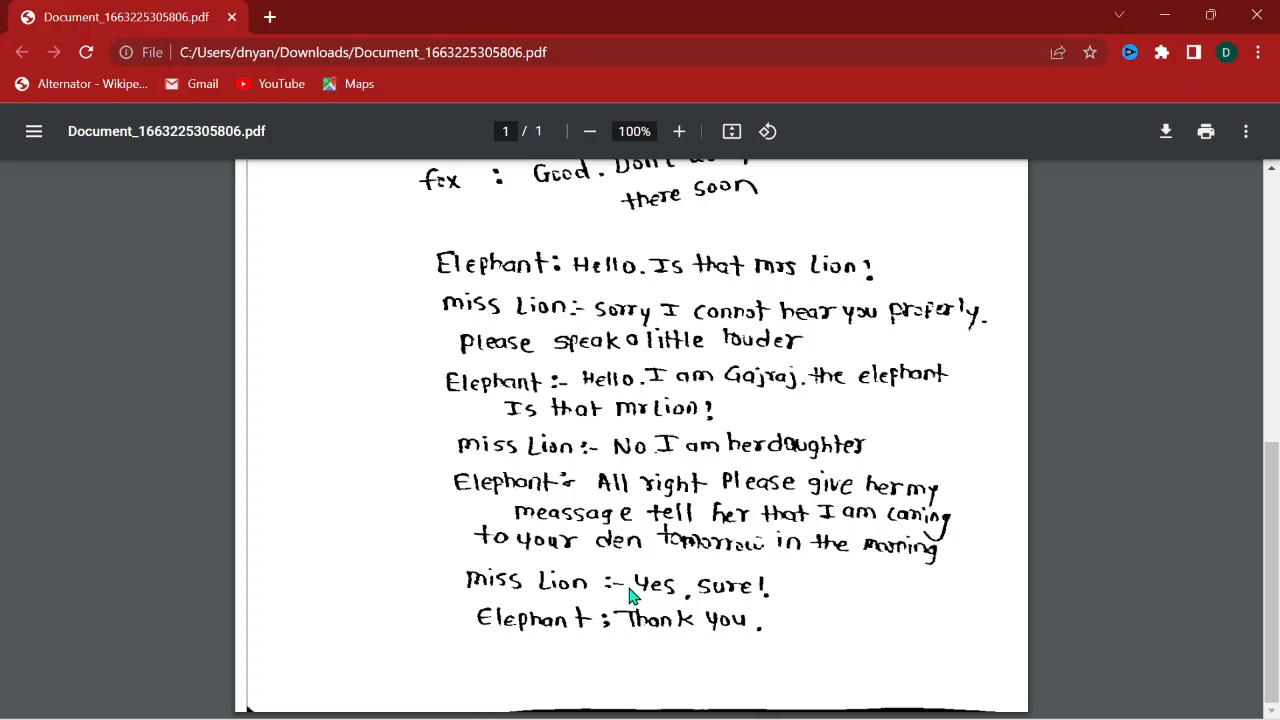 Document_1663225305806.pdf
File C:/Users/dnyan/Downloads/Document_1663225305806.pdf
D
Alternator - Wikipe... Gmail YouTube Maps
Document_1663225305806.pdf 1 / 1 100%
fox : Good. Don't
there soon
Elephant: Hello. Is that mrs Lion!
miss Lion:- sorry I connot hear you properly.
please speak a little louder
Elephant :- Hello. I am Gajraj. the elephant
Is that mr Lion!
miss Lion :- No I am her daughter
Elephant :- All right please give her my
meassage tell her that I am coming
to your den tomorrow in the morning
miss Lion :- yes. sure!
Elephant : Thank you.